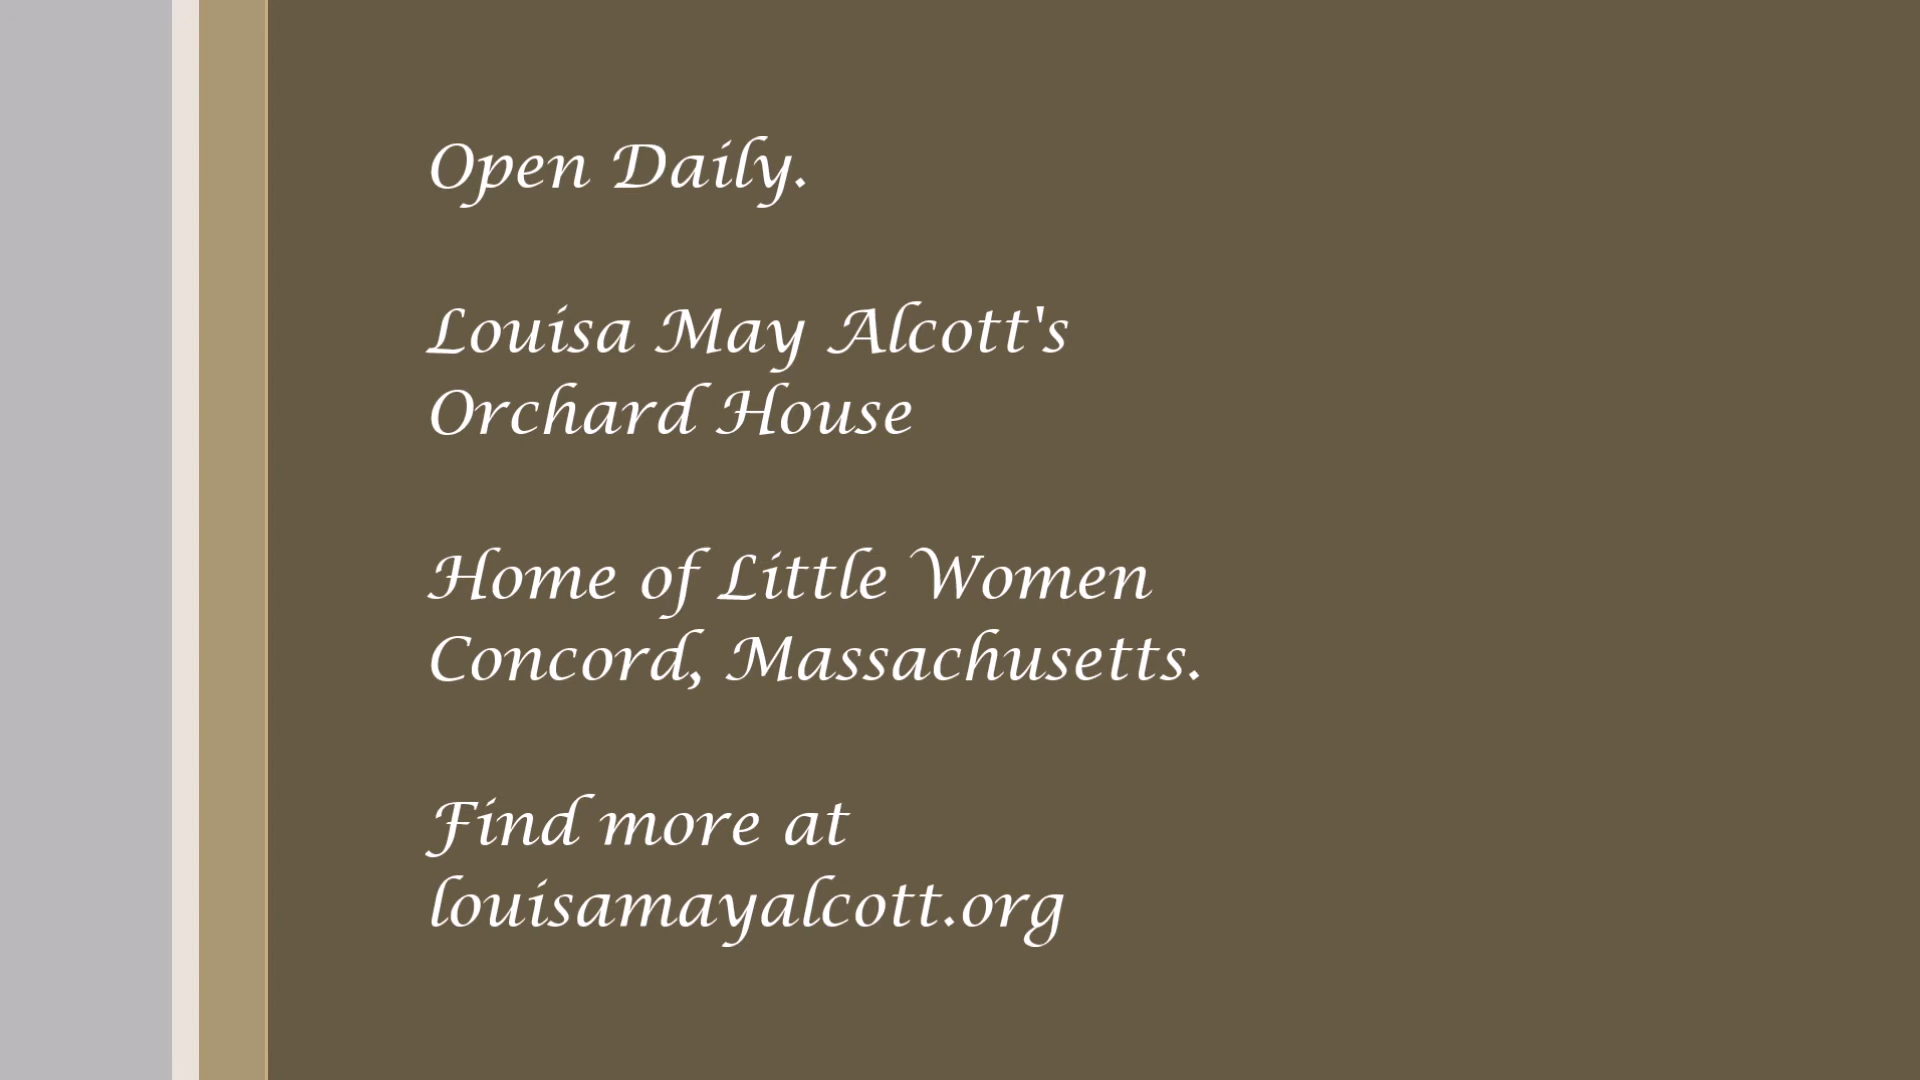 Open Daily.
Louisa May Alcott's
Orchard House
Home of Little Women
Concord, Massachusetts.
Find more at
louisamayalcott.org